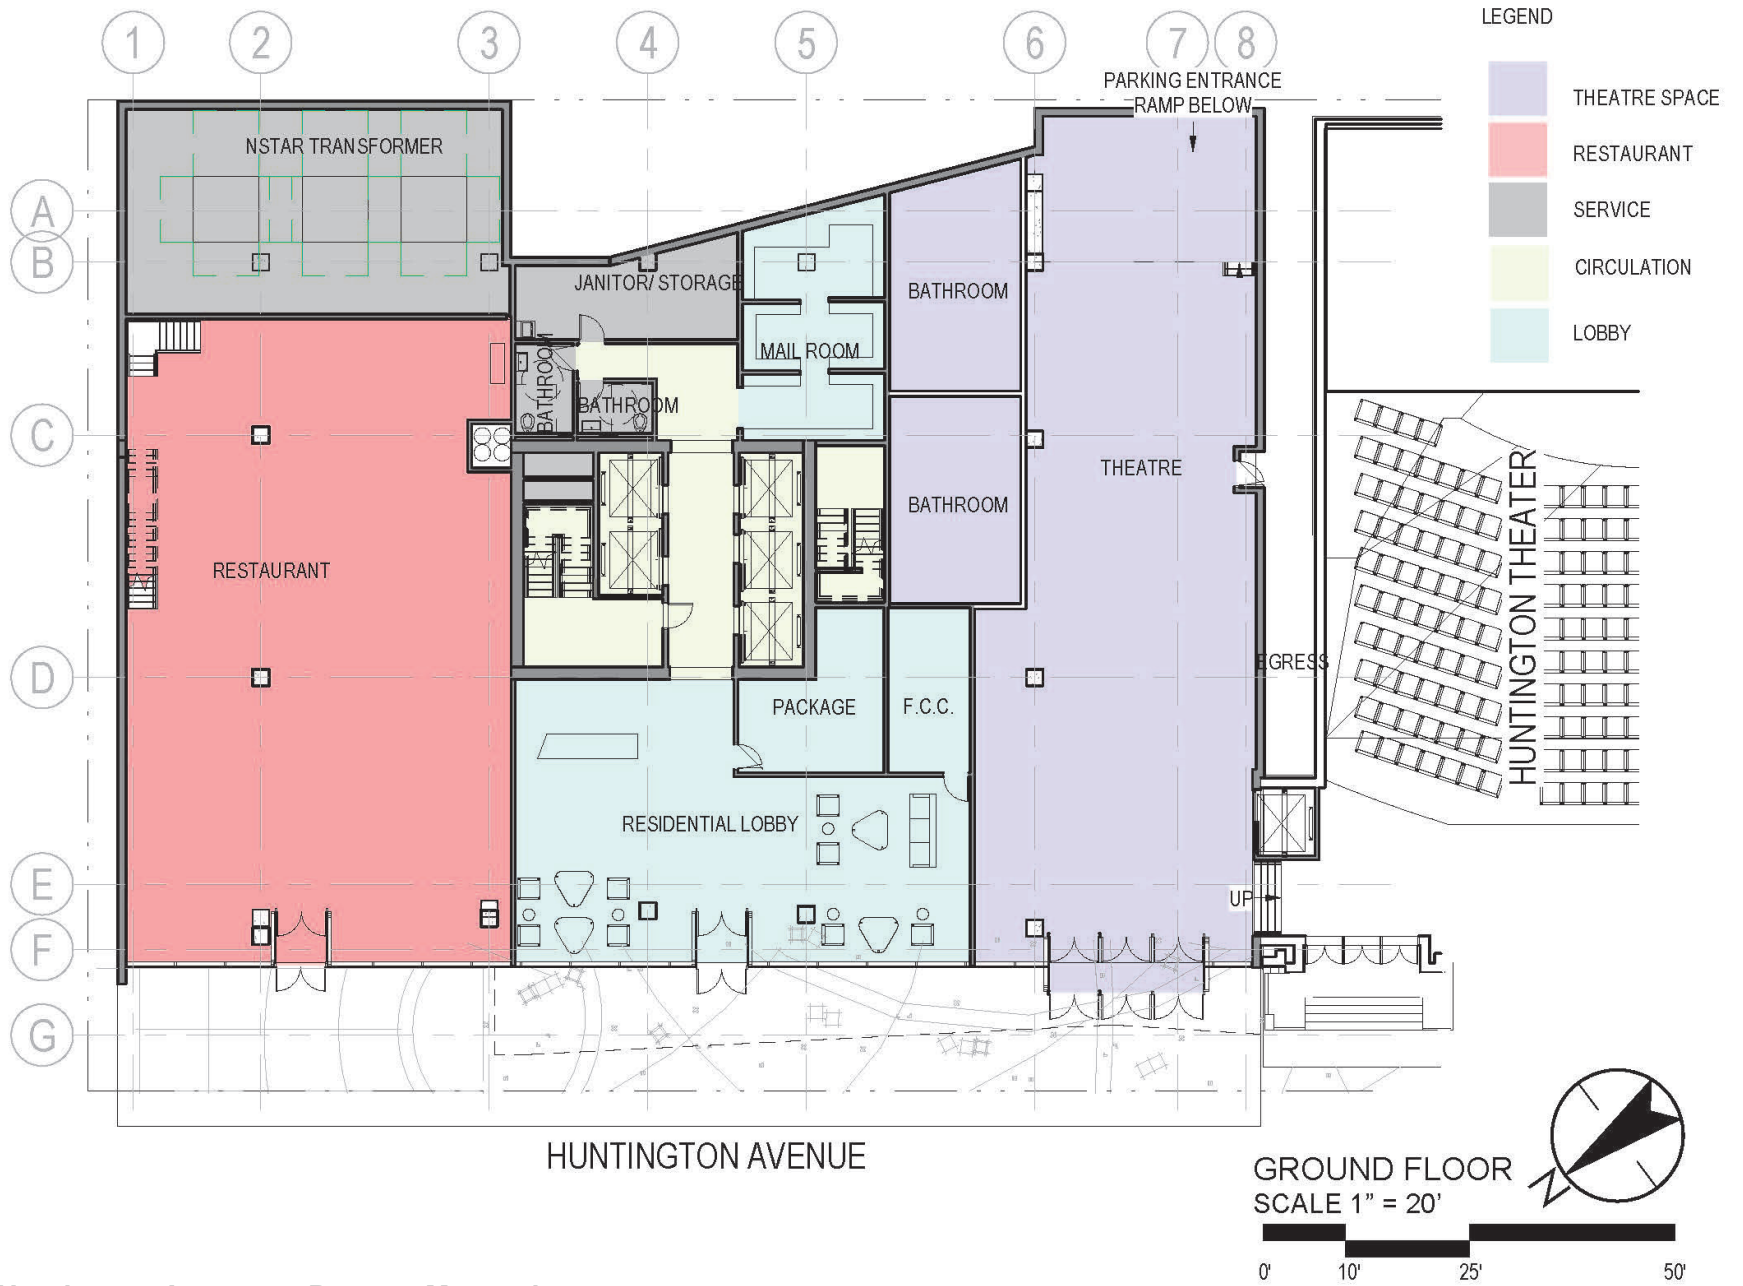 LEGEND
1
2
3
4
5
6
7
8
PARKING ENTRANCE
RAMP BELOW
THEATRE SPACE
RESTAURANT
SERVICE
CIRCULATION
LOBBY
A
B
C
D
E
F
G
NSTAR TRANSFORMER
JANITOR/ STORAGE
BATHROOM
BATHROOM
MAIL ROOM
BATHROOM
BATHROOM
THEATRE
RESTAURANT
EGRESS
HUNTINGTON THEATER
PACKAGE
F.C.C.
RESIDENTIAL LOBBY
UP
HUNTINGTON AVENUE
GROUND FLOOR
SCALE 1” = 20’
N
0' 10' 25' 50'